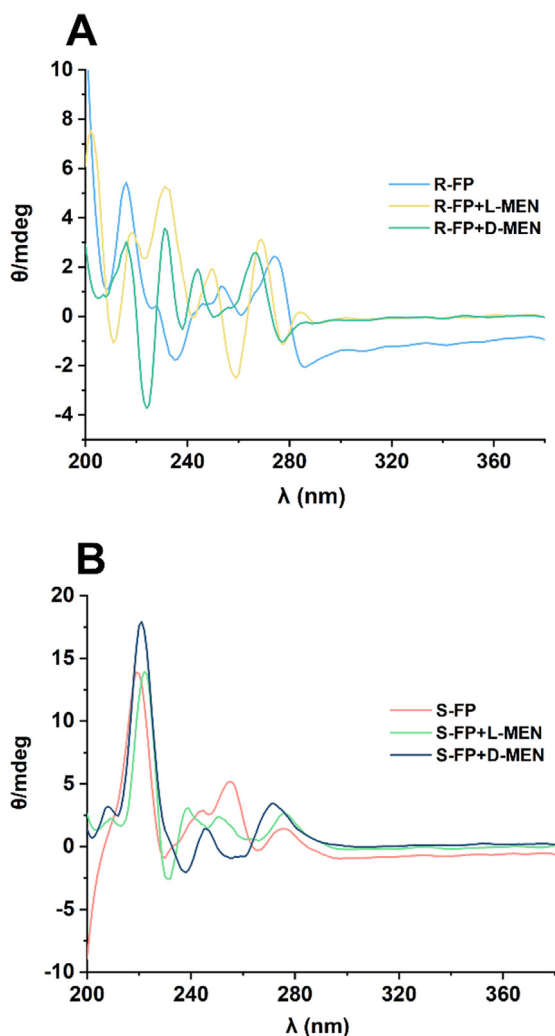 A
10
8
6
4
2
0
-2
-4
θ/mdeg
R-FP
R-FP+L-MEN
R-FP+D-MEN
200 240 280 320 360
λ (nm)
B
20
15
10
5
0
-5
-10
θ/mdeg
S-FP
S-FP+L-MEN
S-FP+D-MEN
200 240 280 320 360
λ (nm)